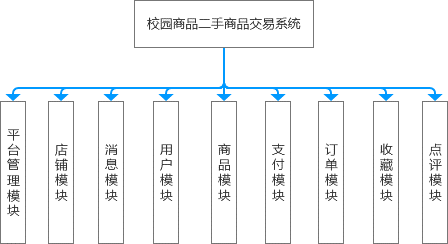 校园商品二手商品交易系统
平台管理模块
店铺模块
消息模块
用户模块
商品模块
支付模块
订单模块
收藏模块
点评模块